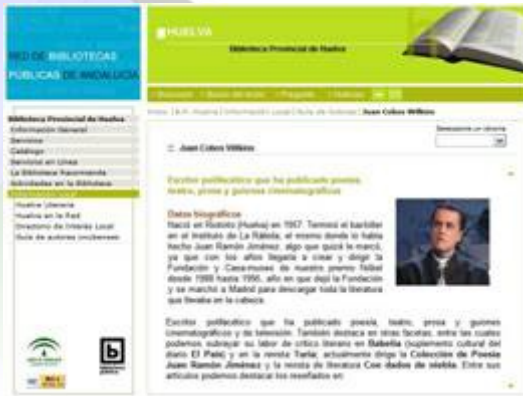 RED DE BIBLIOTECAS
PÚBLICAS DE ANDALUCÍA
HUELVA
Biblioteca Provincial de Huelva
Juan Cobos Wilkins
Biblioteca Provincial de Huelva
Información General
Servicios
Catálogo
Servicios en Línea
La Biblioteca Recomienda
Actividades en la Biblioteca
Información Local
Huelva Literaria
Huelva en la Red
Directorio de Interés Local
Guía de autores onubenses
Seleccione un idioma
Juan Cobos Wilkins
Escritor polifacético que ha publicado poesía,
teatro, prosa y guiones cinematográficos
Datos biográficos
Nació en Riotinto (Huelva) en 1957. Terminó el bachiller
en el Instituto de La Rábida, el mismo donde lo había
hecho Juan Ramón Jiménez, algo que quizá le marcó,
ya que con los años llegaría a crear y dirigir la
Fundación y Casa-museo de nuestro premio Nóbel
desde 1988 hasta 1996, año en que dejó la Fundación
y se marchó a Madrid para descargar toda la literatura
que llevaba en la cabeza.
Escritor polifacético que ha publicado poesía, teatro, prosa y guiones
cinematográficos y de televisión. También destaca en otras facetas, entre las cuales
podemos subrayar su labor de crítico literario en Babelia (suplemento cultural del
diario El País) y en la revista Turia; actualmente dirige la Colección de Poesía
Juan Ramón Jiménez y la revista de literatura Con dados de niebla. Entre sus
artículos podemos destacar los reseñados en: